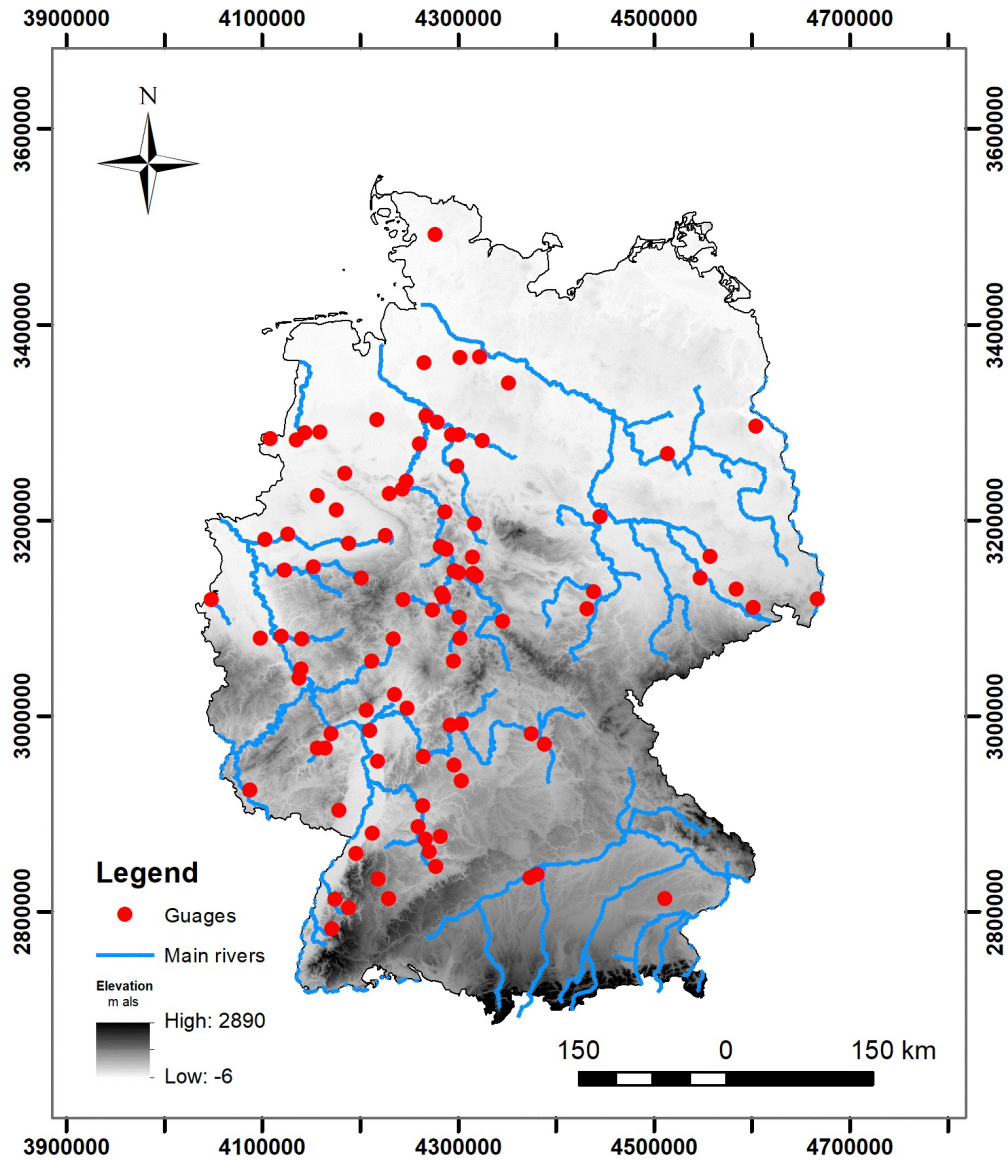 3900000 4100000 4300000 4500000 4700000
N
3600000 3600000
3400000 3400000
3200000 3200000
3000000 3000000
2800000 2800000
Legend
Guages
Main rivers
Elevation
m als
High: 2890
Low: -6
150 0 150 km
3900000 4100000 4300000 4500000 4700000